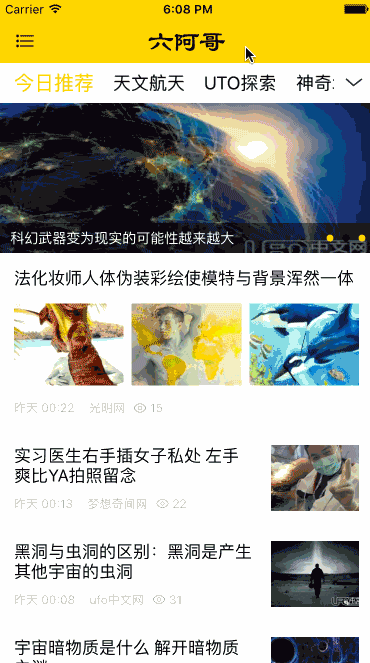 Carrier 6:08 PM
六阿哥
今日推荐 天文航天 UTO探索 神奇
科幻武器变为现实的可能性越来越大
UFO中文网
法化妆师人体伪装彩绘使模特与背景浑然一体
昨天 00:22 光明网 15
实习医生右手插女子私处 左手
爽比YA拍照留念
昨天 00:13 梦想奇闻网 22
黑洞与虫洞的区别：黑洞是产生
其他宇宙的虫洞
昨天 00:08 ufo中文网 31
宇宙暗物质是什么 解开暗物质